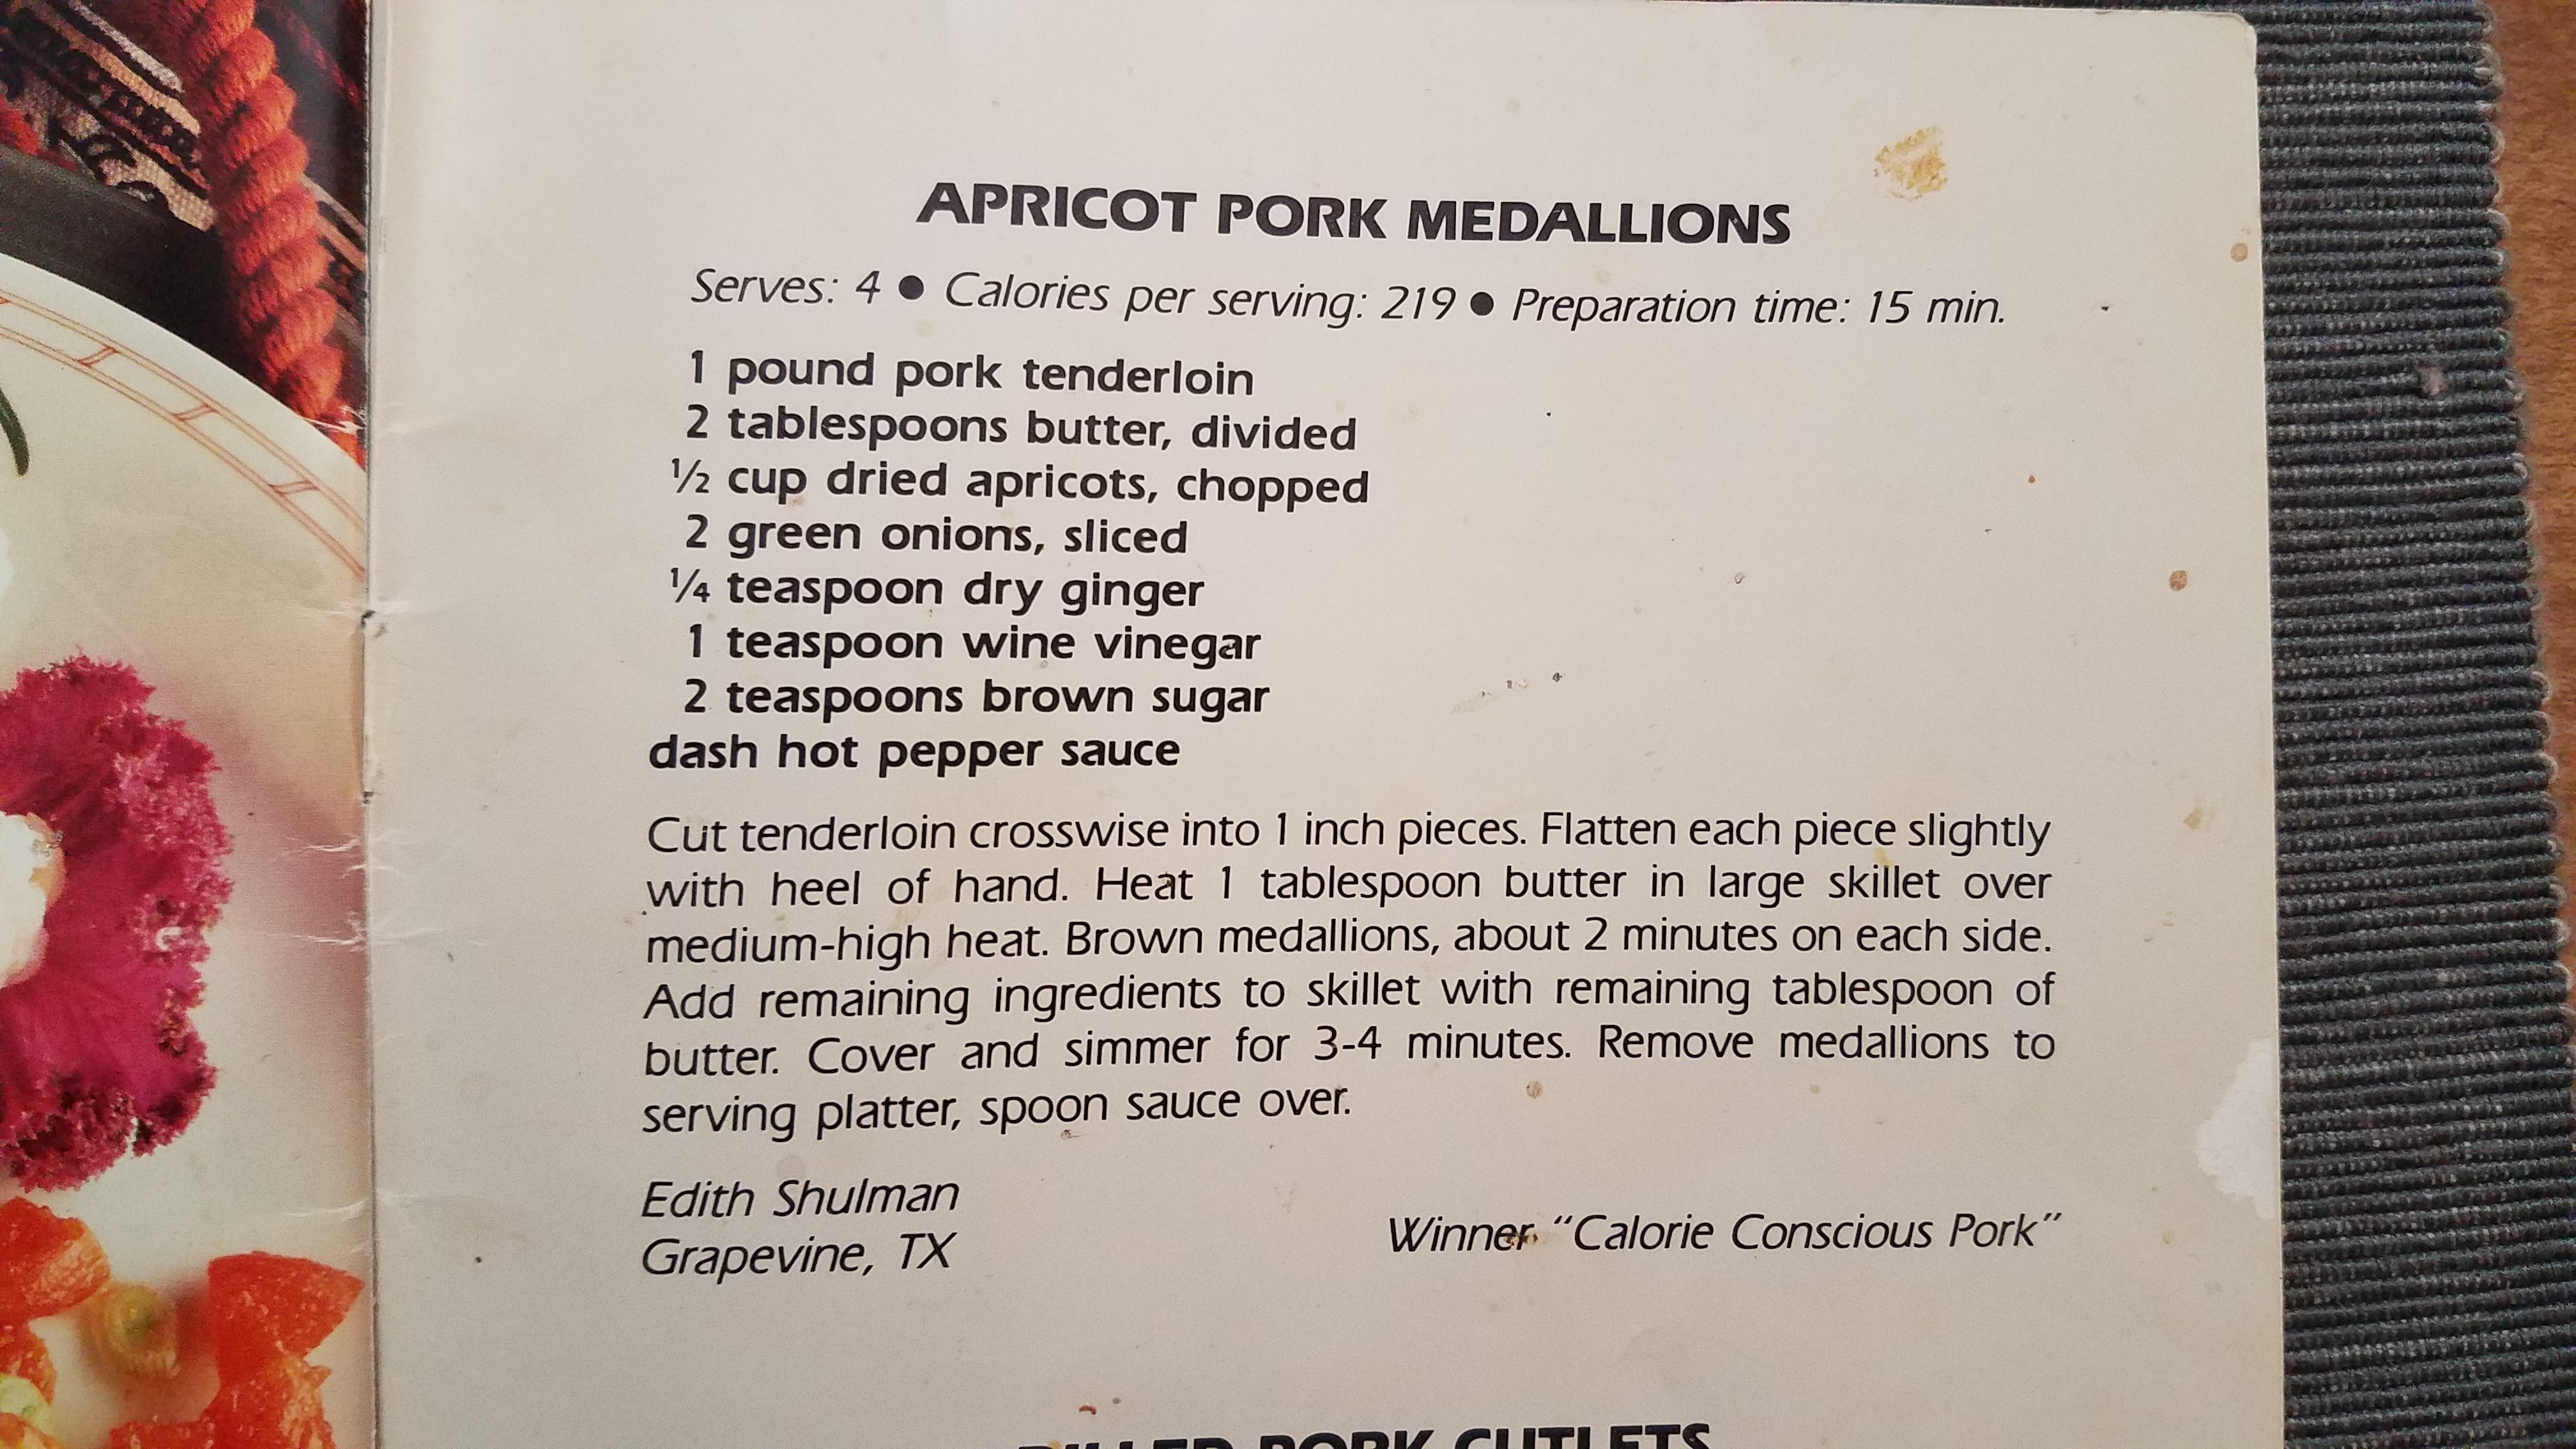 APRICOT PORK MEDALLIONS
Serves: 4 ● Calories per serving: 219 ● Preparation time: 15 min.
1 pound pork tenderloin
2 tablespoons butter, divided
½ cup dried apricots, chopped
2 green onions, sliced
¼ teaspoon dry ginger
1 teaspoon wine vinegar
2 teaspoons brown sugar
dash hot pepper sauce
Cut tenderloin crosswise into 1 inch pieces. Flatten each piece slightly
with heel of hand. Heat 1 tablespoon butter in large skillet over
medium-high heat. Brown medallions, about 2 minutes on each side.
Add remaining ingredients to skillet with remaining tablespoon of
butter. Cover and simmer for 3-4 minutes. Remove medallions to
serving platter, spoon sauce over.
Edith Shulman
Grapevine, TX
Winner "Calorie Conscious Pork"
PORK CUTLETS